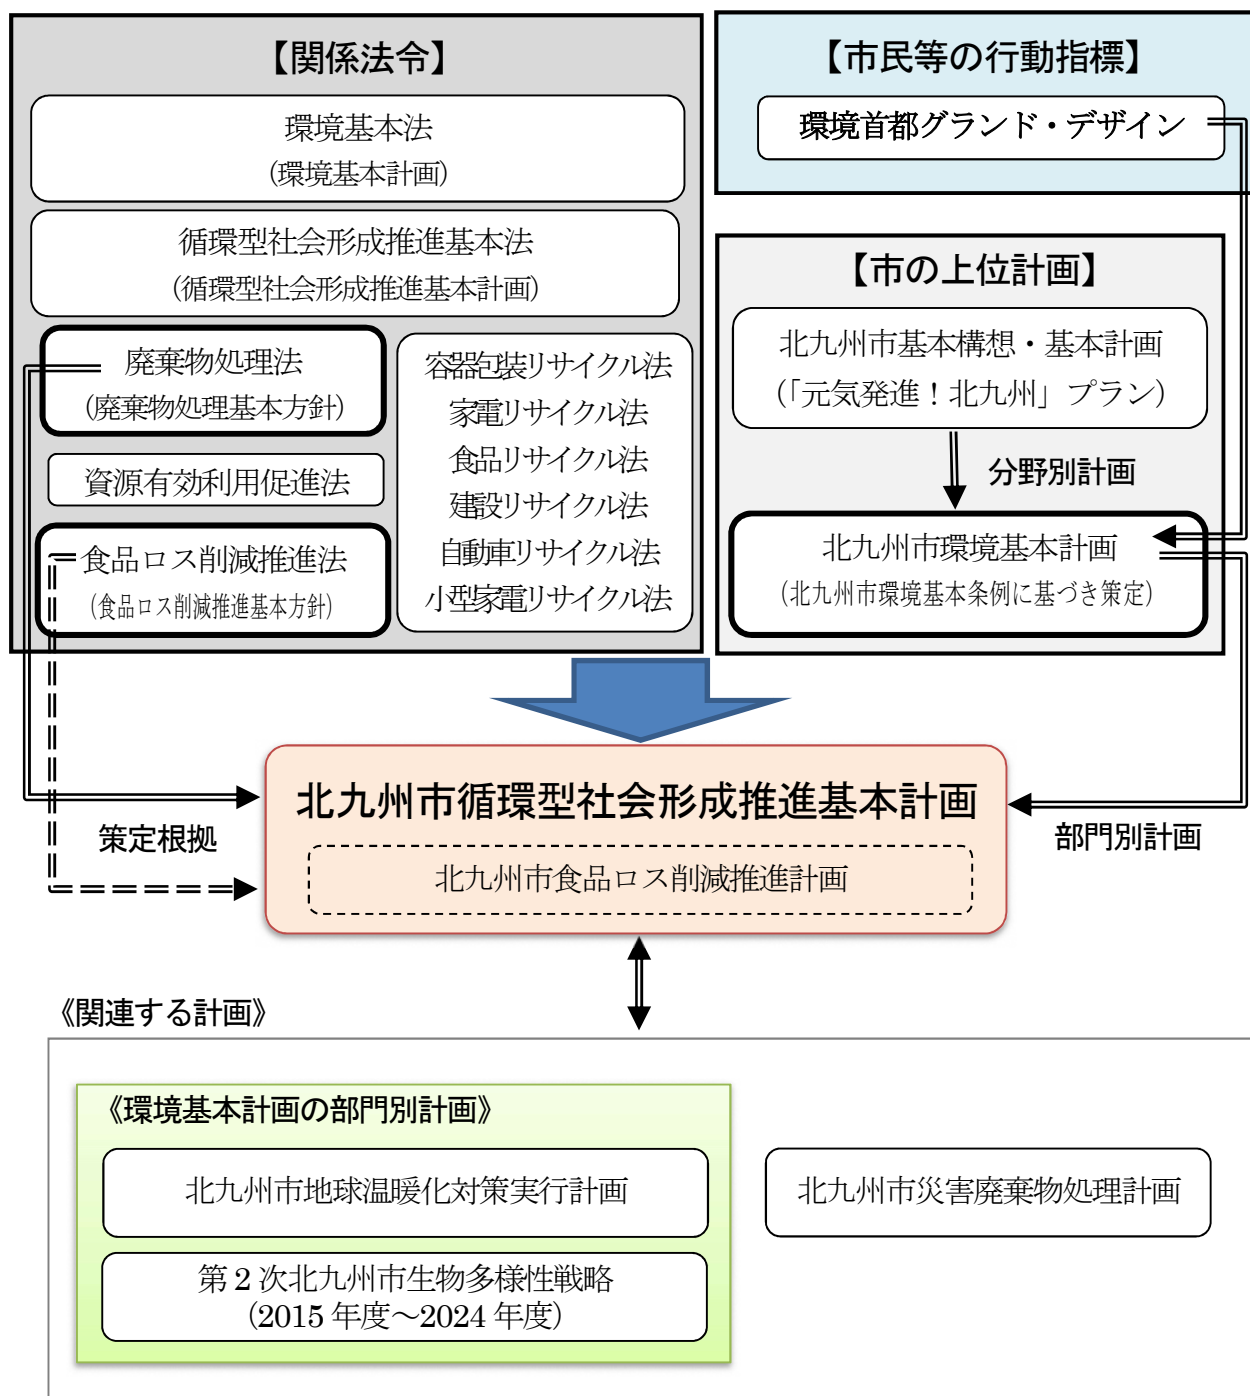 【関係法令】
環境基本法
(環境基本計画)
循環型社会形成推進基本法
(循環型社会形成推進基本計画)
廃棄物処理法
(廃棄物処理基本方針)
資源有効利用促進法
食品ロス削減推進法
(食品ロス削減推進基本方針)
容器包装リサイクル法
家電リサイクル法
食品リサイクル法
建設リサイクル法
自動車リサイクル法
小型家電リサイクル法
【市民等の行動指標】
環境首都グランド・デザイン
【市の上位計画】
北九州市基本構想・基本計画
(「元気発進!北九州」プラン)
分野別計画
北九州市環境基本計画
(北九州市環境基本条例に基づき策定)
北九州市循環型社会形成推進基本計画
北九州市食品ロス削減推進計画
策定根拠
部門別計画
《関連する計画》
《環境基本計画の部門別計画》
北九州市地球温暖化対策実行計画
第2次北九州市生物多様性戦略
(2015年度～2024年度)
北九州市災害廃棄物処理計画